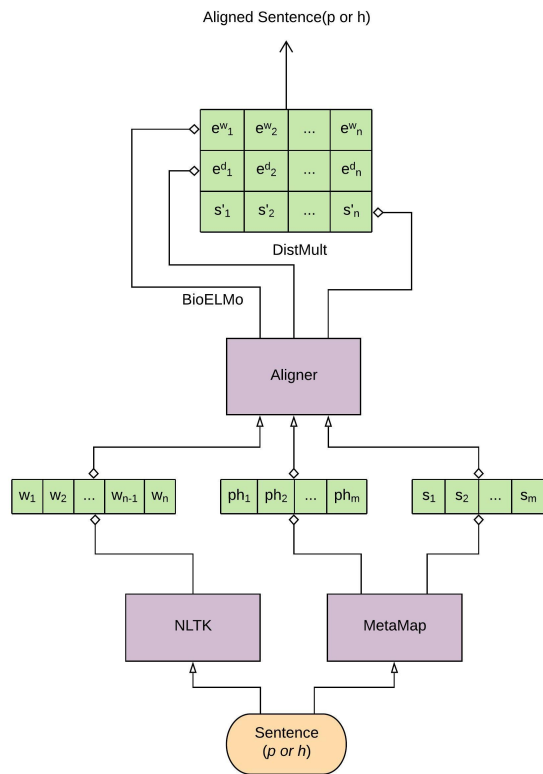 Aligned Sentence(p or h)
eʷ₁ eʷ₂ ... eʷₙ
eᵈ₁ eᵈ₂ ... eᵈₙ
s'₁ s'₂ ... s'ₙ
DistMult
BioELMo
Aligner
w₁ w₂ ... wₙ₋₁ wₙ
ph₁ ph₂ ... phₘ
s₁ s₂ ... sₘ
NLTK
MetaMap
Sentence
(p or h)